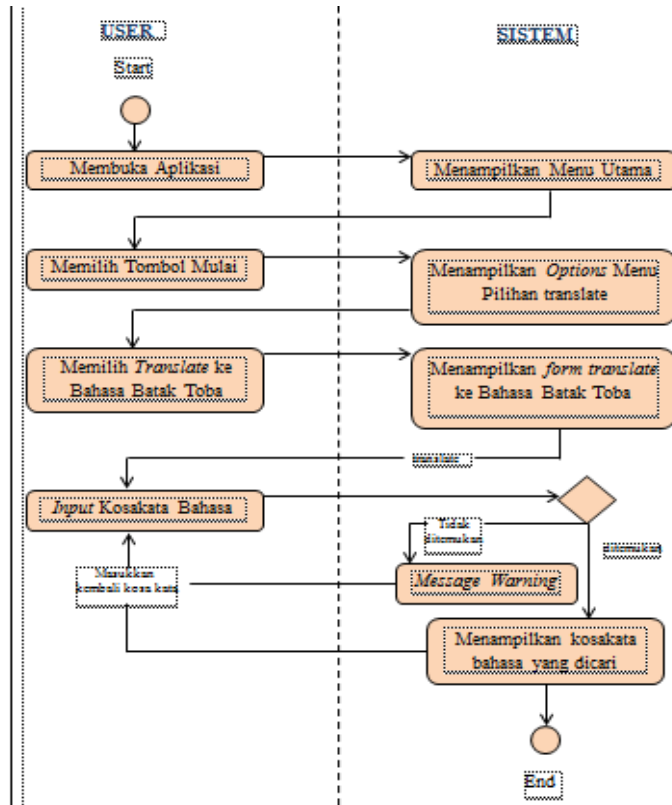 USER
SISTEM
Start
Membuka Aplikasi
Menampilkan Menu Utama
Memilih Tombol Mulai
Menampilkan Options Menu
Pilihan translate
Memilih Translate ke
Bahasa Batak Toba
Menampilkan form translate
ke Bahasa Batak Toba
translate
Input Kosakata Bahasa
Tidak
ditemukan
ditemukan
Masukkan
kembali kosa kata
Message Warning
Menampilkan kosakata
bahasa yang dicari
End